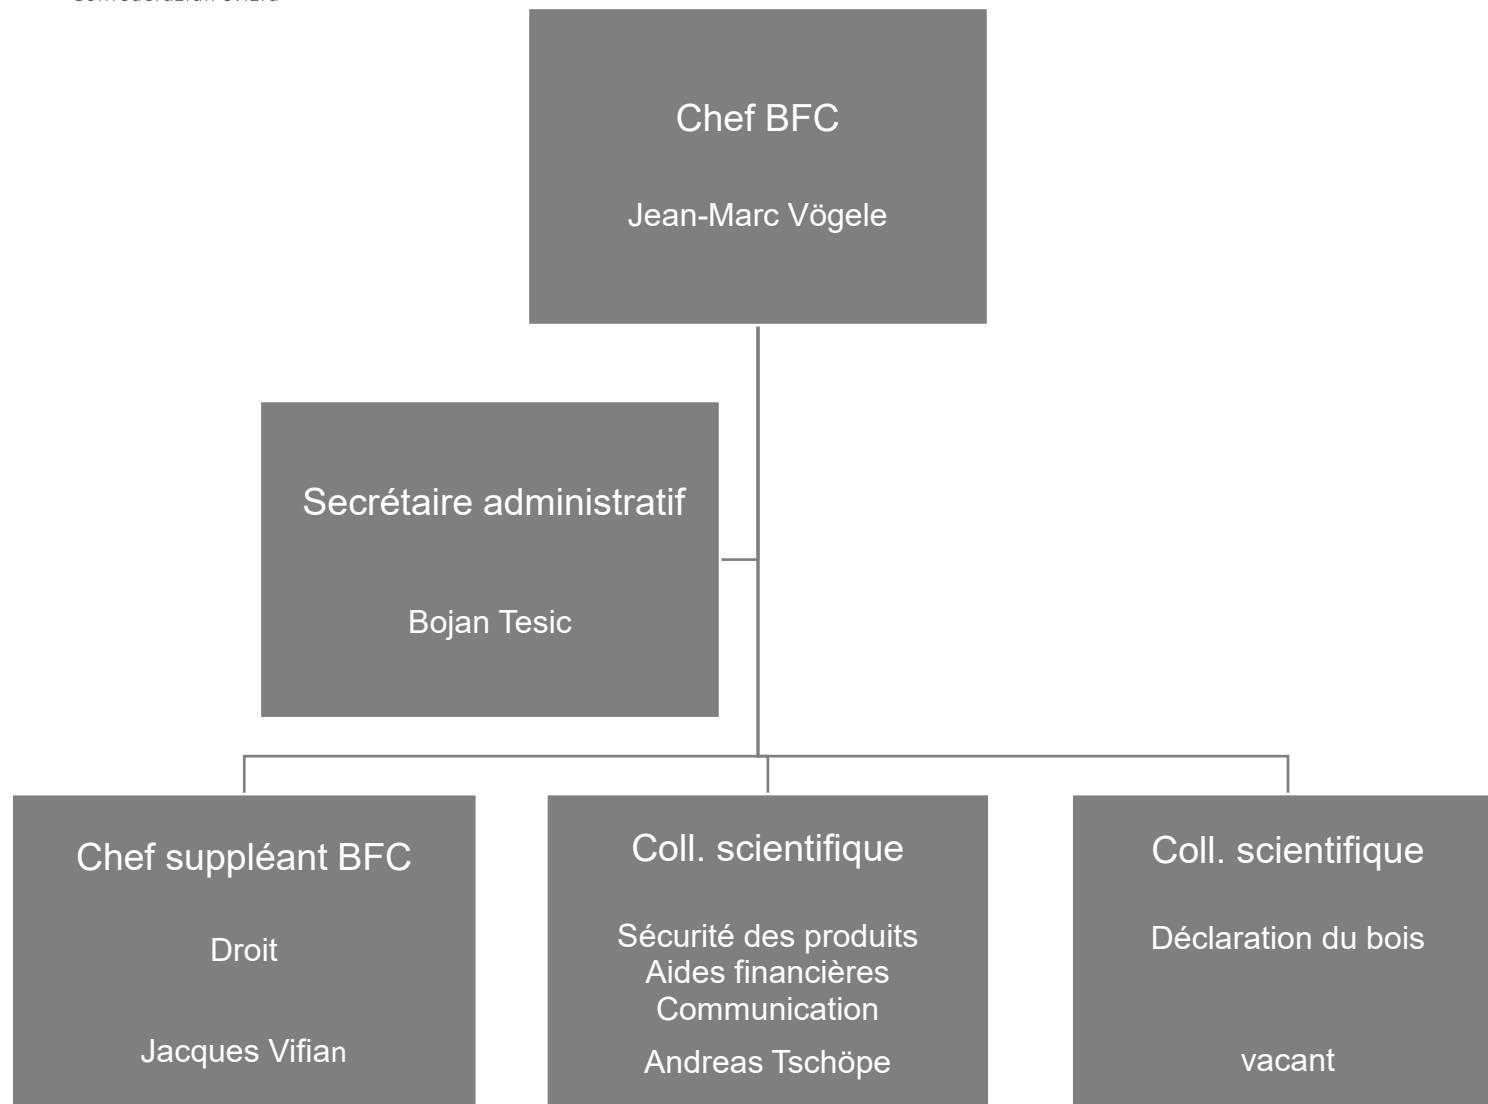 Chef BFC
Jean-Marc Vögele
Secrétaire administratif
Bojan Tesic
Chef suppléant BFC
Droit
Jacques Vifian
Coll. scientifique
Sécurité des produits
Aides financières
Communication
Andreas Tschöpe
Coll. scientifique
Déclaration du bois
vacant